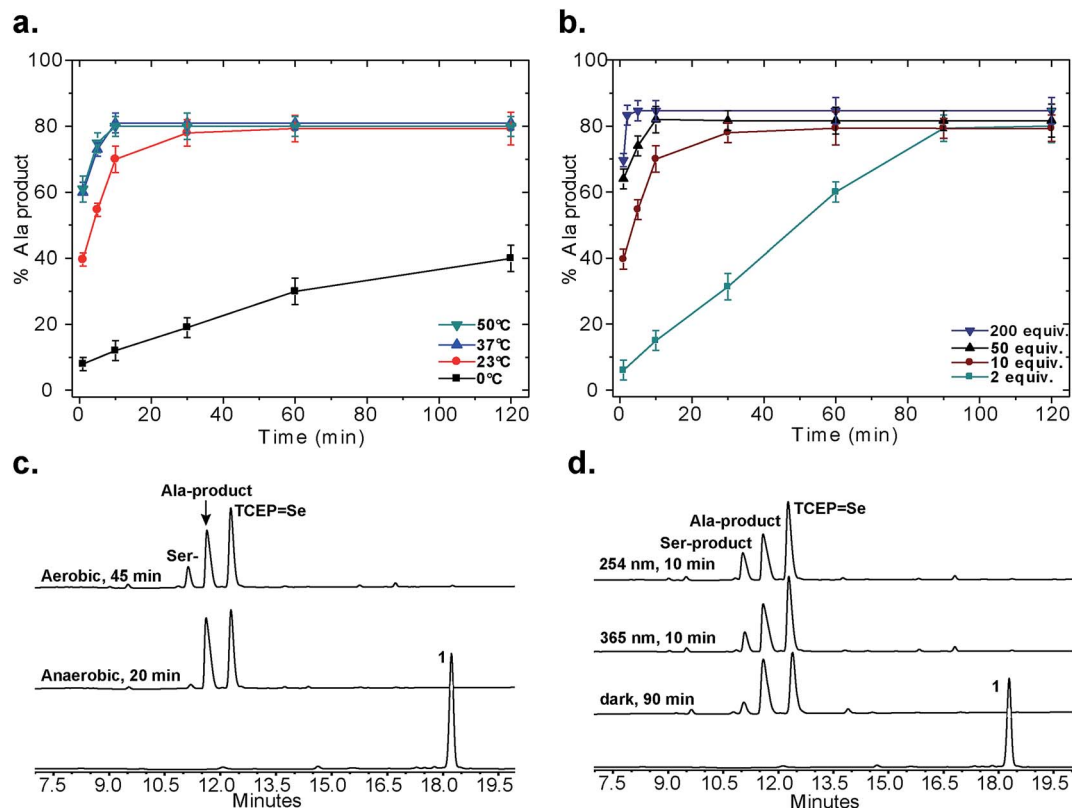 a.
100
80
60
40
20
0
% Ala product
0 20 40 60 80 100 120
Time (min)
50°C
37°C
23°C
0°C
b.
100
80
60
40
20
0
% Ala product
0 20 40 60 80 100 120
Time (min)
200 equiv.
50 equiv.
10 equiv.
2 equiv.
c.
Ala-product
TCEP=Se
Ser-
Aerobic, 45 min
Anaerobic, 20 min
1
7.5 9.0 10.5 12.0 13.5 15.0 16.5 18.0 19.5
Minutes
d.
TCEP=Se
Ala-product
Ser-product
254 nm, 10 min
365 nm, 10 min
dark, 90 min
1
7.5 9.0 10.5 12.0 13.5 15.0 16.5 18.0 19.5
Minutes